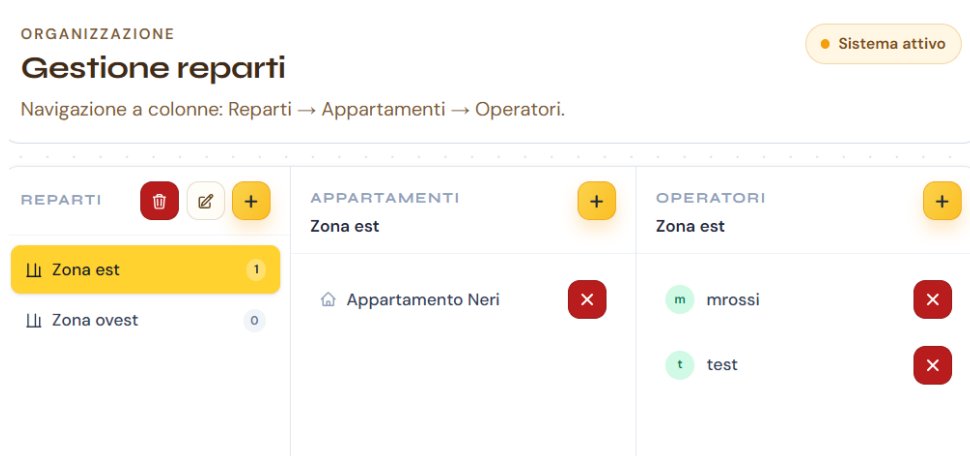 ORGANIZZAZIONE
Gestione reparti
Sistema attivo
Navigazione a colonne: Reparti → Appartamenti → Operatori.
REPARTI
+
Zona est 1
Zona ovest 0
APPARTAMENTI
+
Zona est
Appartamento Neri
OPERATORI
+
Zona est
m mrossi
t test